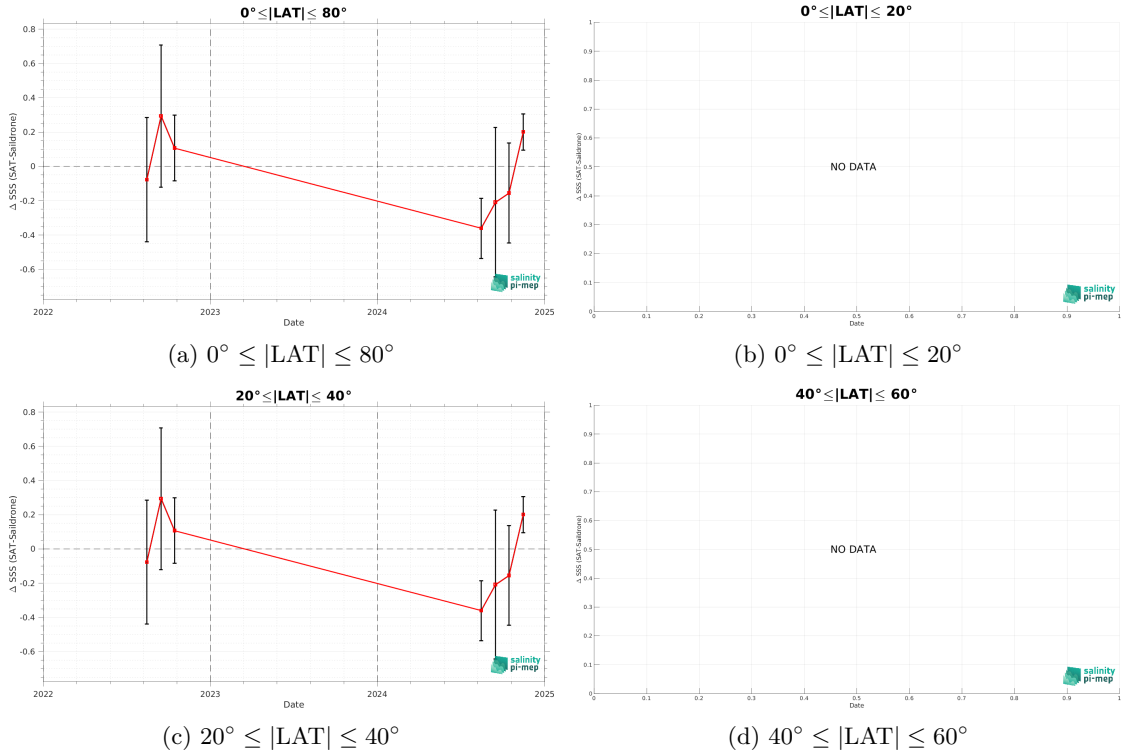 0°≤|LAT|≤ 80°
0.8
0.6
0.4
0.2
0
-0.2
-0.4
-0.6
Δ SSS (SAT-Saildrone)
2022
2023
2024
2025
Date
salinity
pi-mep
(a) 0° ≤ |LAT| ≤ 80°
0°≤|LAT|≤ 20°
1
0.9
0.8
0.7
0.6
0.5
0.4
0.3
0.2
0.1
0
Δ SSS (SAT-Saildrone)
NO DATA
0
0.1
0.2
0.3
0.4
0.5
0.6
0.7
0.8
0.9
1
Date
salinity
pi-mep
(b) 0° ≤ |LAT| ≤ 20°
20°≤|LAT|≤ 40°
0.8
0.6
0.4
0.2
0
-0.2
-0.4
-0.6
Δ SSS (SAT-Saildrone)
2022
2023
2024
2025
Date
salinity
pi-mep
(c) 20° ≤ |LAT| ≤ 40°
40°≤|LAT|≤ 60°
1
0.9
0.8
0.7
0.6
0.5
0.4
0.3
0.2
0.1
0
Δ SSS (SAT-Saildrone)
NO DATA
0
0.1
0.2
0.3
0.4
0.5
0.6
0.7
0.8
0.9
1
Date
salinity
pi-mep
(d) 40° ≤ |LAT| ≤ 60°